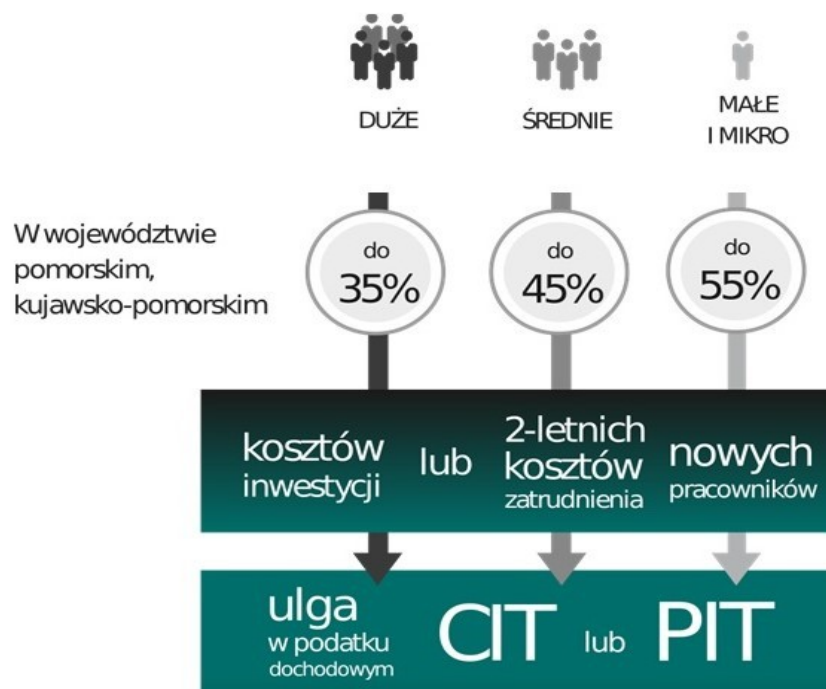 DUŻE
ŚREDNIE
MAŁE
I MIKRO
W województwie
pomorskim,
kujawsko-pomorskim
do
35%
do
45%
do
55%
kosztów
inwestycji
lub
2-letnich
kosztów
zatrudnienia
nowych
pracowników
ulga
w podatku
dochodowym
CIT
lub
PIT